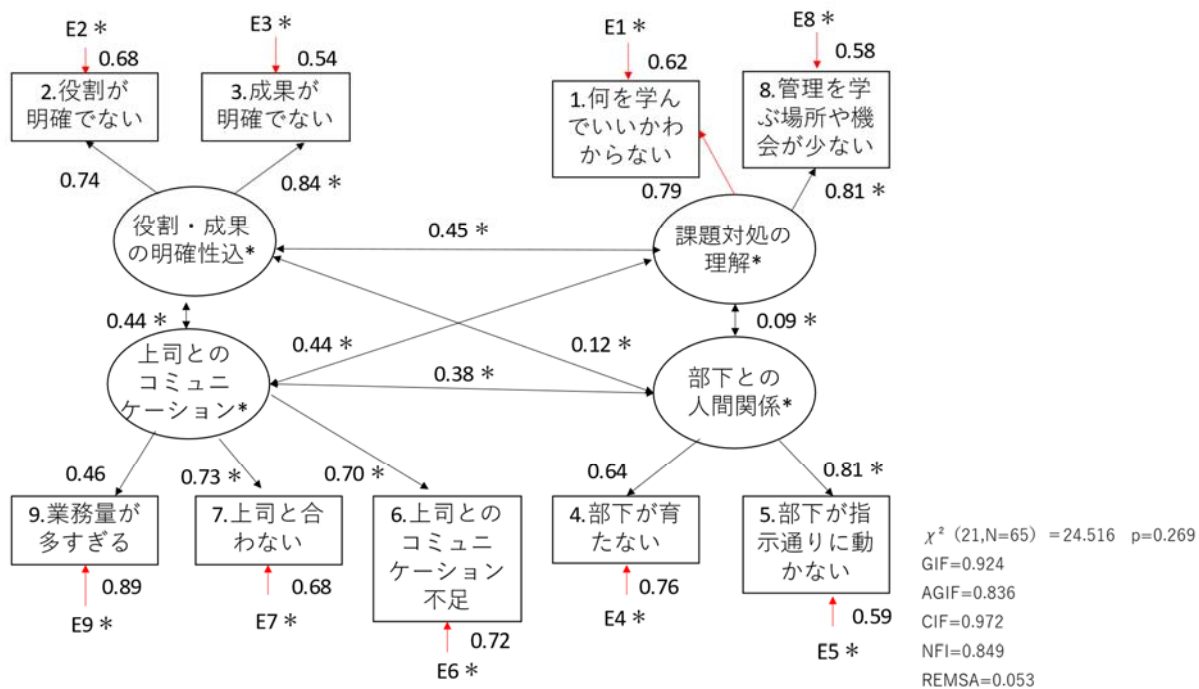 E2＊
E3＊
E1＊
E8＊
0.68
0.54
0.62
0.58
2.役割が
明確でない
3.成果が
明確でない
1.何を学ん
でいいかわ
からない
8.管理を学
ぶ場所や機
会が少ない
0.74
0.84＊
0.79
0.81＊
役割・成果
の明確性込*
0.45＊
課題対処の
理解*
0.44＊
0.44＊
0.12＊
0.09＊
上司との
コミュニ
ケーション*
0.38＊
部下との
人間関係*
0.46
0.73＊
0.70＊
0.64
0.81＊
9.業務量が
多すぎる
7.上司と合
わない
6.上司との
コミュニ
ケーション
不足
4.部下が育
たない
5.部下が指
示通りに動
かない
0.89
0.68
0.72
0.76
0.59
E9＊
E7＊
E6＊
E4＊
E5＊
χ²（21,N=65）=24.516 p=0.269
GIF=0.924
AGIF=0.836
CIF=0.972
NFI=0.849
REMSA=0.053